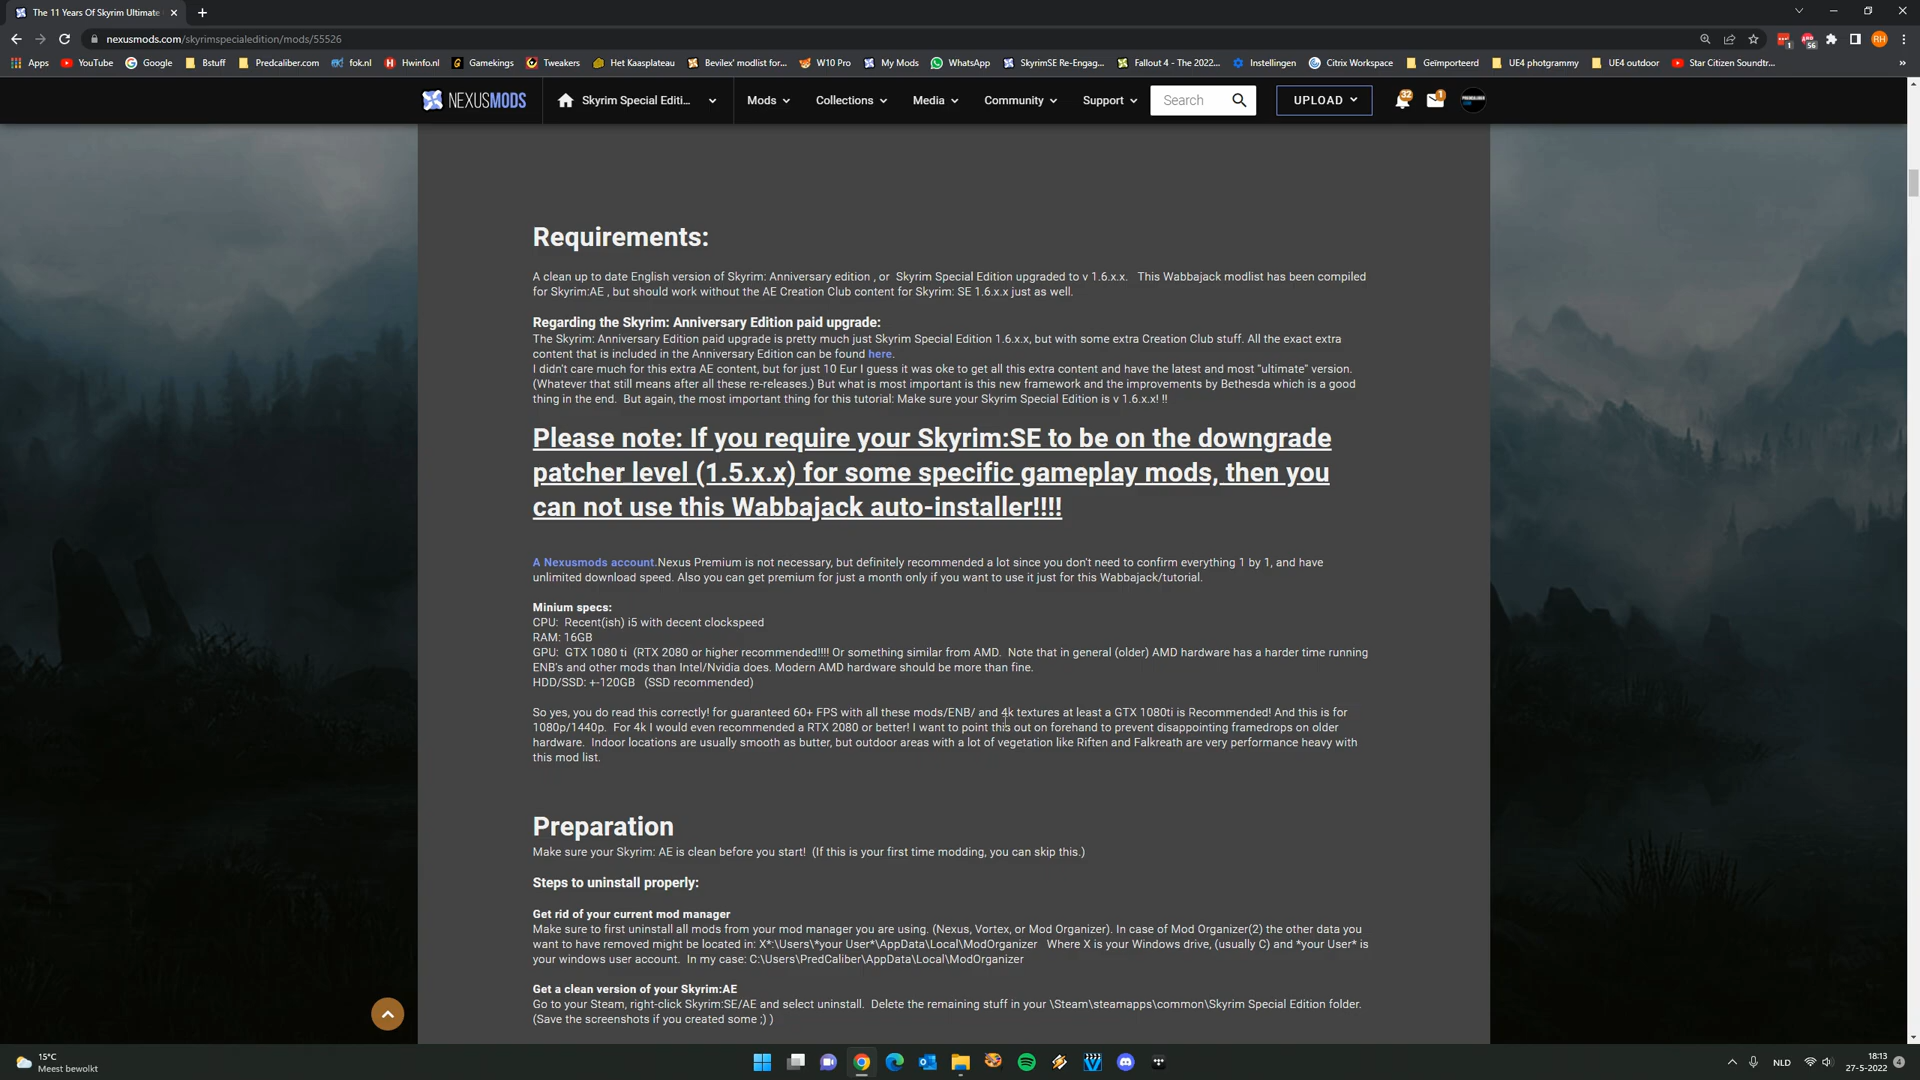 The 11 Years Of Skyrim Ultimate
nexusmods.com/skyrimspecialedition/mods/55526
1
56
RH
Apps
YouTube
Google
Bstuff
Predcaliber.com
fok.nl
Hwinfo.nl
Gamekings
Tweakers
Het Kaasplateau
Bevilex' modlist for...
W10 Pro
My Mods
WhatsApp
SkyrimSE Re-Engag...
Fallout 4 - The 2022...
Instellingen
Citrix Workspace
Geïmporteerd
UE4 photgrammy
UE4 outdoor
Star Citizen Soundtr...
»
NEXUSMODS
Skyrim Special Editi...
Mods
Collections
Media
Community
Support
Search
UPLOAD
32
1
Requirements:
A clean up to date English version of Skyrim: Anniversary edition , or Skyrim Special Edition upgraded to v 1.6.x.x. This Wabbajack modlist has been compiled
for Skyrim:AE , but should work without the AE Creation Club content for Skyrim: SE 1.6.x.x just as well.
Regarding the Skyrim: Anniversary Edition paid upgrade:
The Skyrim: Anniversary Edition paid upgrade is pretty much just Skyrim Special Edition 1.6.x.x, but with some extra Creation Club stuff. All the exact extra
content that is included in the Anniversary Edition can be found here.
I didn't care much for this extra AE content, but for just 10 Eur I guess it was oke to get all this extra content and have the latest and most "ultimate" version.
(Whatever that still means after all these re-releases.) But what is most important is this new framework and the improvements by Bethesda which is a good
thing in the end. But again, the most important thing for this tutorial: Make sure your Skyrim Special Edition is v 1.6.x.x! !!
Please note: If you require your Skyrim:SE to be on the downgrade
patcher level (1.5.x.x) for some specific gameplay mods, then you
can not use this Wabbajack auto-installer!!!!
A Nexusmods account.Nexus Premium is not necessary, but definitely recommended a lot since you don't need to confirm everything 1 by 1, and have
unlimited download speed. Also you can get premium for just a month only if you want to use it just for this Wabbajack/tutorial.
Minium specs:
CPU: Recent(ish) i5 with decent clockspeed
RAM: 16GB
GPU: GTX 1080 ti (RTX 2080 or higher recommended!!!! Or something similar from AMD. Note that in general (older) AMD hardware has a harder time running
ENB's and other mods than Intel/Nvidia does. Modern AMD hardware should be more than fine.
HDD/SSD: +-120GB (SSD recommended)
So yes, you do read this correctly! for guaranteed 60+ FPS with all these mods/ENB/ and 4k textures at least a GTX 1080ti is Recommended! And this is for
1080p/1440p. For 4k I would even recommended a RTX 2080 or better! I want to point this out on forehand to prevent disappointing framedrops on older
hardware. Indoor locations are usually smooth as butter, but outdoor areas with a lot of vegetation like Riften and Falkreath are very performance heavy with
this mod list.
Preparation
Make sure your Skyrim: AE is clean before you start! (If this is your first time modding, you can skip this.)
Steps to uninstall properly:
Get rid of your current mod manager
Make sure to first uninstall all mods from your mod manager you are using. (Nexus, Vortex, or Mod Organizer). In case of Mod Organizer(2) the other data you
want to have removed might be located in: X*:\Users\*your User*\AppData\Local\ModOrganizer Where X is your Windows drive, (usually C) and *your User* is
your windows user account. In my case: C:\Users\PredCaliber\AppData\Local\ModOrganizer
Get a clean version of your Skyrim:AE
Go to your Steam, right-click Skyrim:SE/AE and select uninstall. Delete the remaining stuff in your \Steam\steamapps\common\Skyrim Special Edition folder.
(Save the screenshots if you created some ;) )
15°C
Meest bewolkt
NLD
18:13
27-5-2022
4